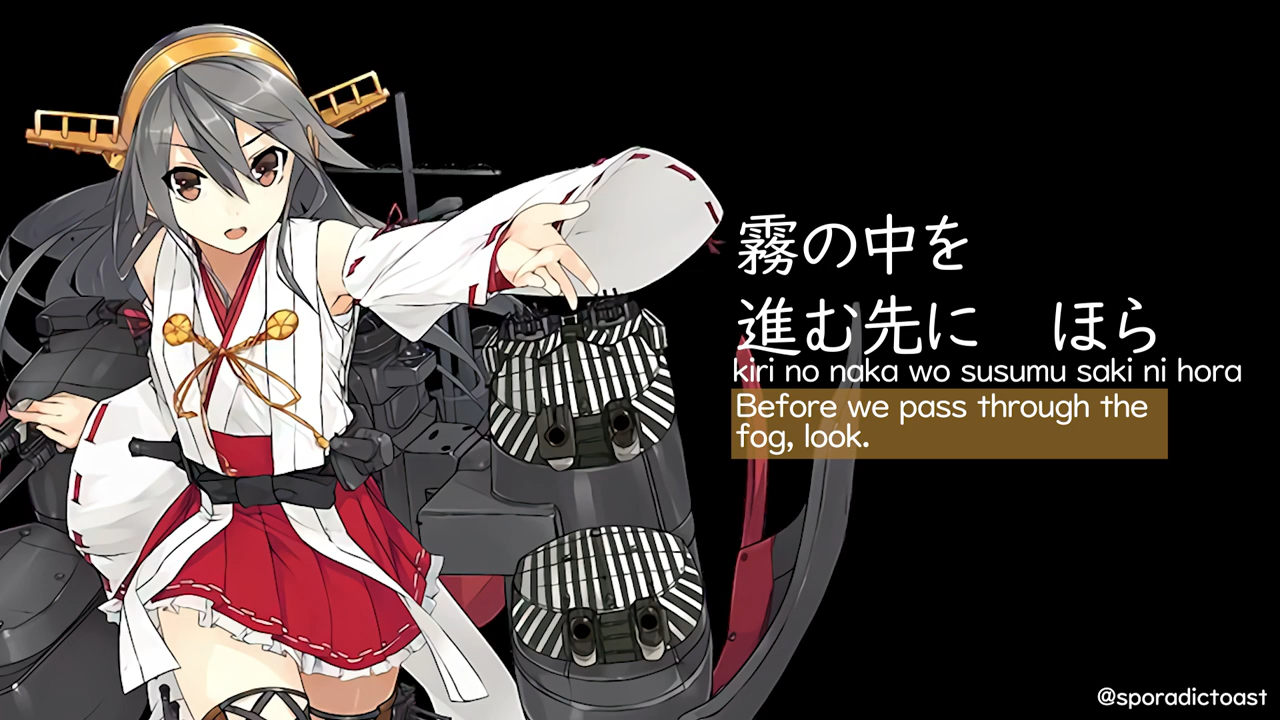 霧の中を
進む先に　ほら
kiri no naka wo susumu saki ni hora
Before we pass through the
fog, look.
@sporadictoast